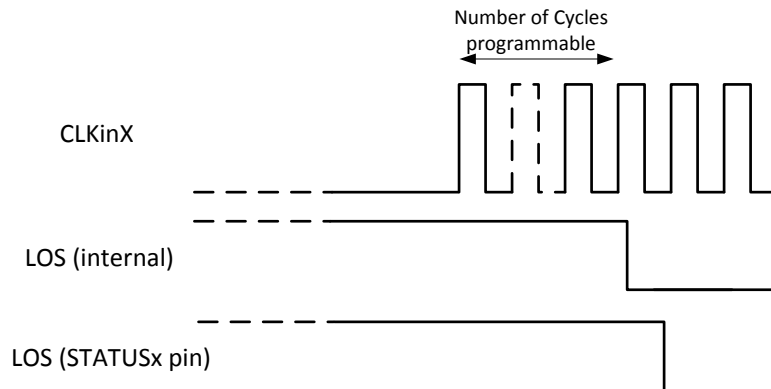 Number of Cycles
programmable
CLKinX
LOS (internal)
LOS (STATUSx pin)